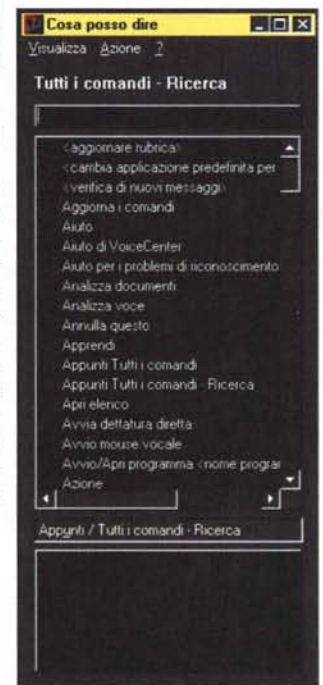 Cosa posso dire
Visualizza Azione ?
Tutti i comandi - Ricerca
<aggiornare rubrica>
<cambia applicazione predefinita per
<verifica di nuovi messaggi>
Aggiorna i comandi
Aiuto
Aiuto di VoiceCenter
Aiuto per i problemi di riconoscimento
Analizza documenti
Analizza voce
Annulla questo
Apprendi
Appunti Tutti i comandi
Appunti Tutti i comandi - Ricerca
Apri elenco
Avvia dettatura diretta
Avvio mouse vocale
Avvio/Apri programma <nome prograr
Azione
Appunti / Tutti i comandi - Ricerca